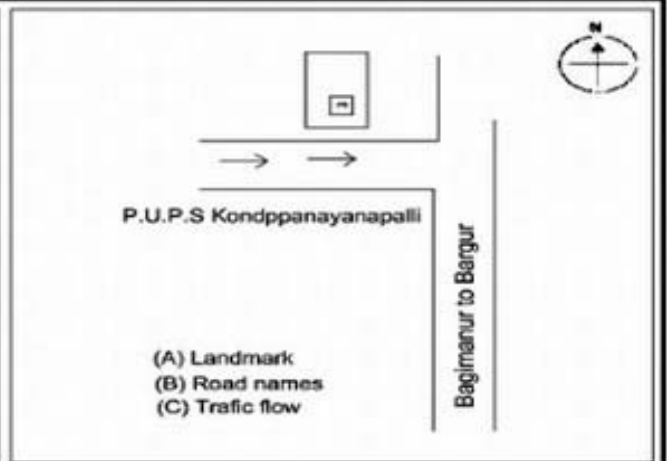 N
P.U.P.S Kondppanayanapalli
Bagimanur to Bargur
(A) Landmark
(B) Road names
(C) Trafic flow